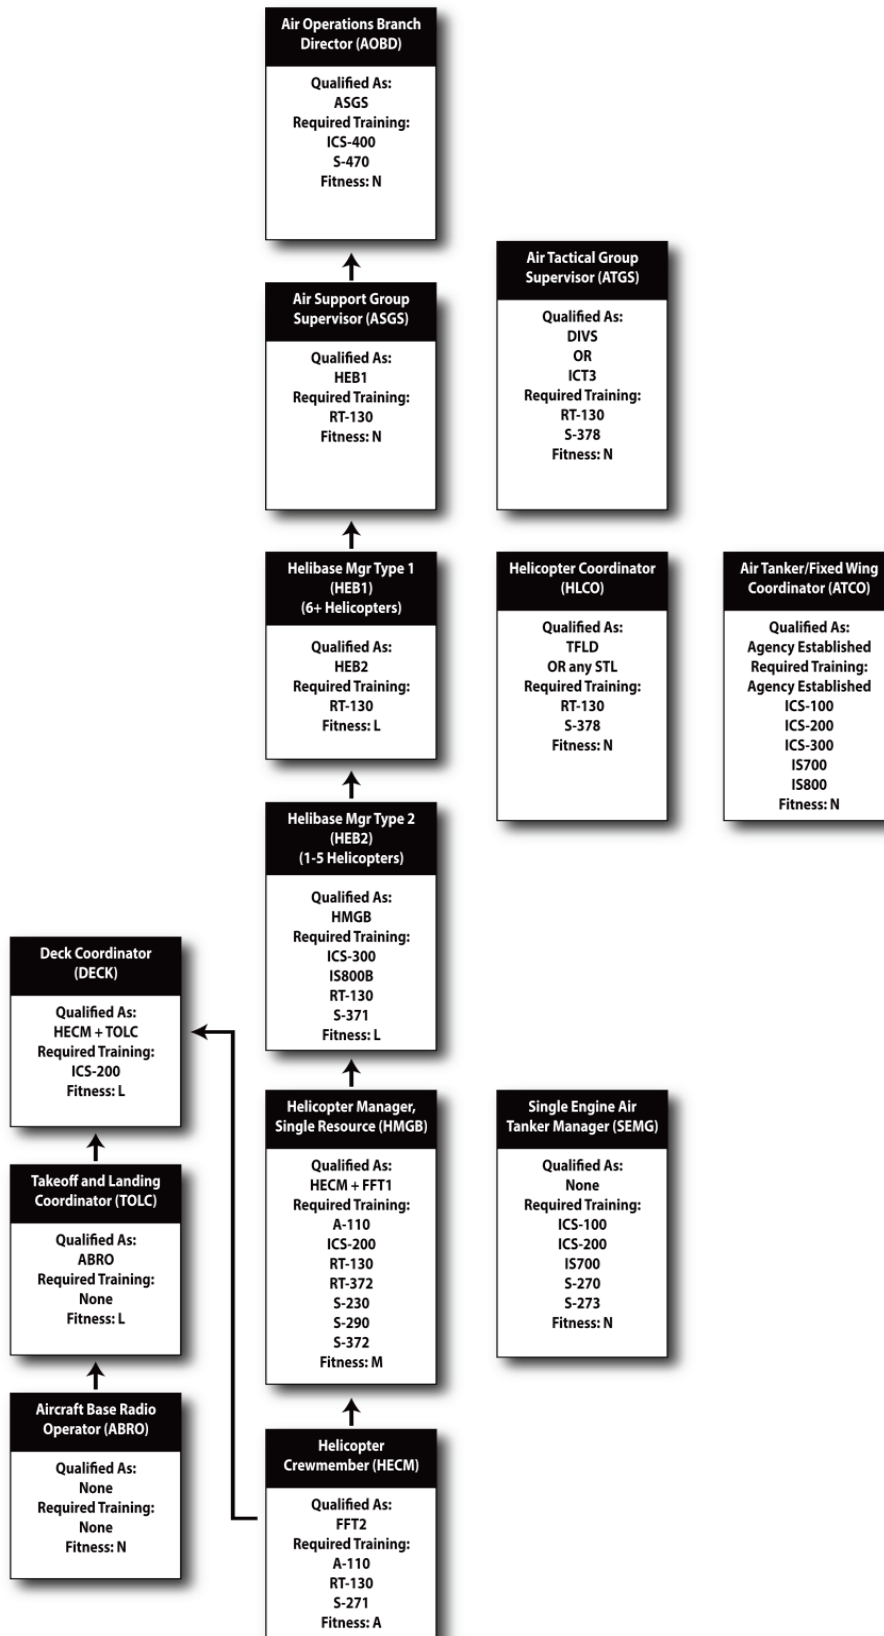 Air Operations Branch
Director (AOBD)
Qualified As:
ASGS
Required Training:
ICS-400
S-470
Fitness: N
Air Tactical Group
Supervisor (ATGS)
Qualified As:
DIVS
OR
ICT3
Required Training:
RT-130
S-378
Fitness: N
Air Support Group
Supervisor (ASGS)
Qualified As:
HEB1
Required Training:
RT-130
Fitness: N
Helibase Mgr Type 1
(HEB1)
(6+ Helicopters)
Qualified As:
HEB2
Required Training:
RT-130
Fitness: L
Helicopter Coordinator
(HLCO)
Qualified As:
TFLD
OR any STL
Required Training:
RT-130
S-378
Fitness: N
Air Tanker/Fixed Wing
Coordinator (ATCO)
Qualified As:
Agency Established
Required Training:
Agency Established
ICS-100
ICS-200
ICS-300
IS700
IS800
Fitness: N
Helibase Mgr Type 2
(HEB2)
(1-5 Helicopters)
Qualified As:
HMGB
Required Training:
ICS-300
IS800B
RT-130
S-371
Fitness: L
Deck Coordinator
(DECK)
Qualified As:
HECM + TOLC
Required Training:
ICS-200
Fitness: L
Helicopter Manager,
Single Resource (HMGB)
Qualified As:
HECM + FFT1
Required Training:
A-110
ICS-200
RT-130
RT-372
S-230
S-290
S-372
Fitness: M
Single Engine Air
Tanker Manager (SEMG)
Qualified As:
None
Required Training:
ICS-100
ICS-200
IS700
S-270
S-273
Fitness: N
Takeoff and Landing
Coordinator (TOLC)
Qualified As:
ABRO
Required Training:
None
Fitness: L
Aircraft Base Radio
Operator (ABRO)
Qualified As:
None
Required Training:
None
Fitness: N
Helicopter
Crewmember (HECM)
Qualified As:
FFT2
Required Training:
A-110
RT-130
S-271
Fitness: A